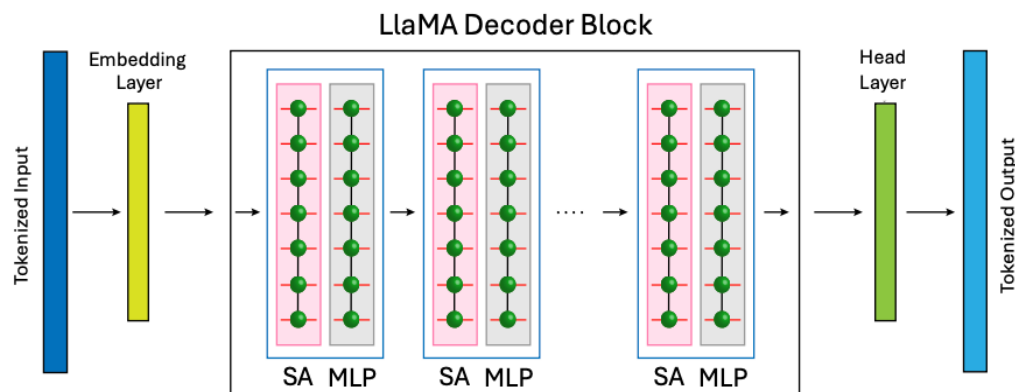 LlaMA Decoder Block
Tokenized Input
Embedding
Layer
....
SA MLP
SA MLP
SA MLP
Head
Layer
Tokenized Output